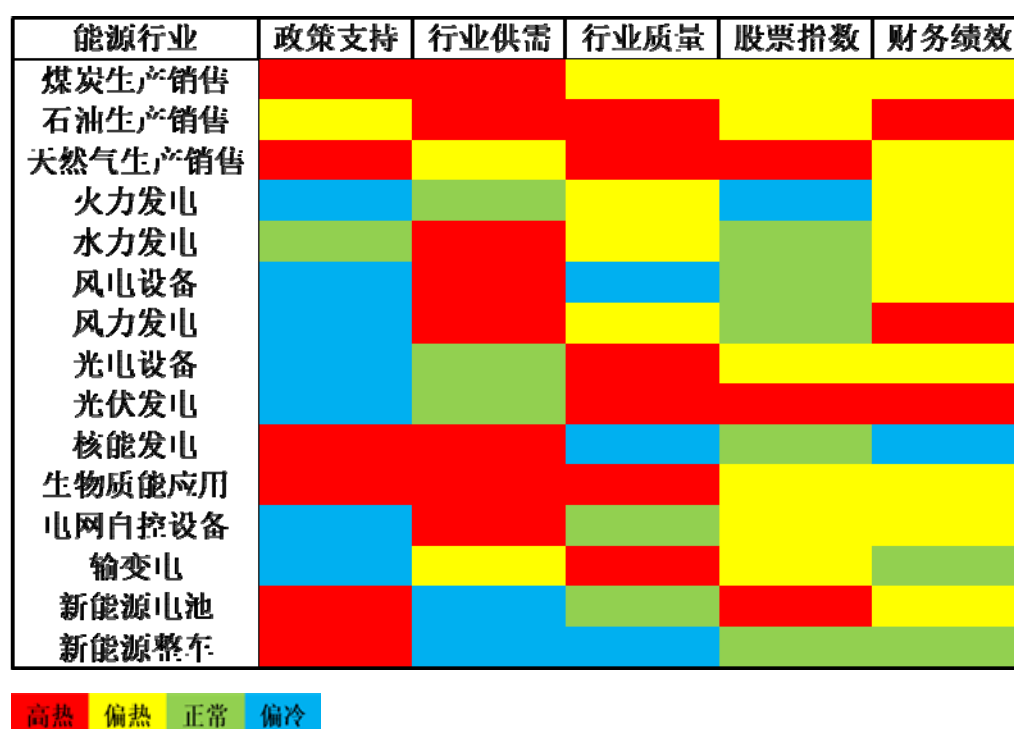 能源行业 政策支持 行业供需 行业质量 股票指数 财务绩效
煤炭生产销售
石油生产销售
天然气生产销售
火力发电
水力发电
风电设备
风力发电
光电设备
光伏发电
核能发电
生物质能应用
电网自控设备
输变电
新能源电池
新能源整车
高热 偏热 正常 偏冷